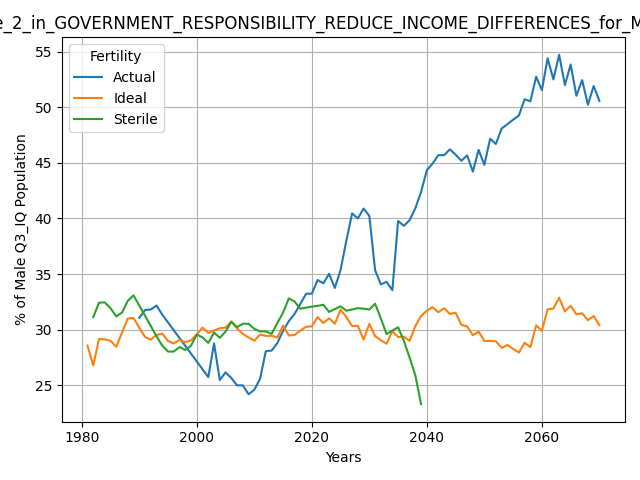 e_2_in_GOVERNMENT_RESPONSIBILITY_REDUCE_INCOME_DIFFERENCES_for_M
Fertility
Actual
Ideal
Sterile
% of Male Q3_IQ Population
55
50
45
40
35
30
25
1980
2000
2020
2040
2060
Years